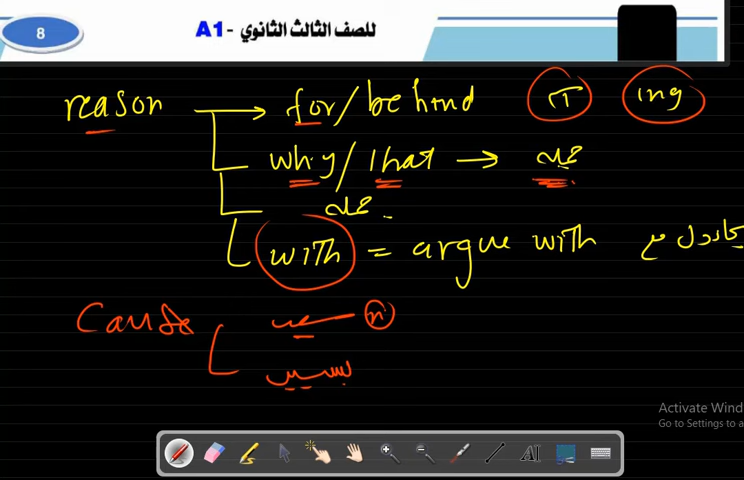 8 A1- للصف الثالث الثانوي
reason → for/behind n ing
why/that → جملة
جملة.
with = argue with يجادل مع
Cause سبب n
يسبب
Activate Wind
Go to Settings to a
AI